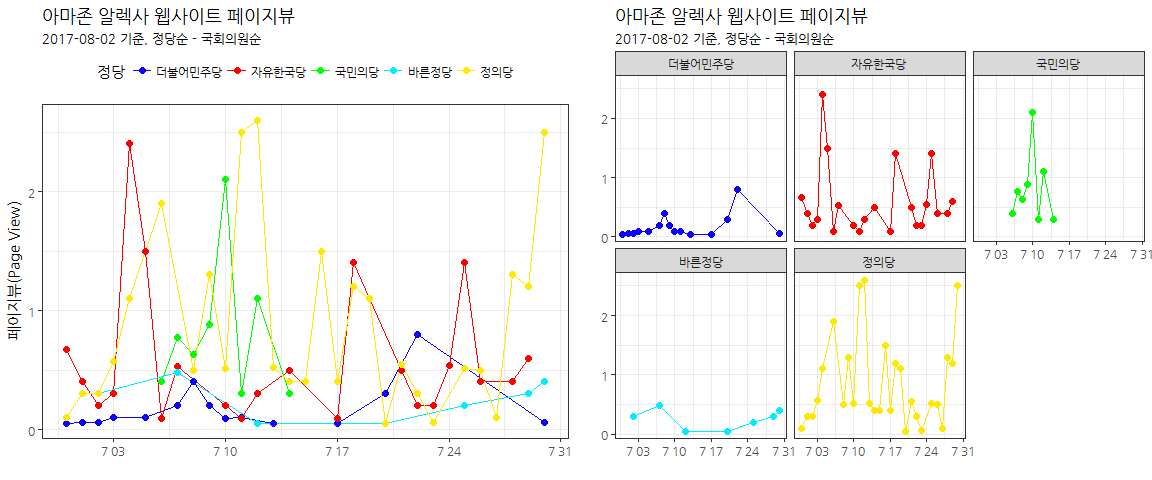 아마존 알렉사 웹사이트 페이지뷰
2017-08-02 기준, 정당순 - 국회의원순
정당 더불어민주당 자유한국당 국민의당 바른정당 정의당
페이지뷰(Page View)
2
1
0
7 03 7 10 7 17 7 24 7 31
아마존 알렉사 웹사이트 페이지뷰
2017-08-02 기준, 정당순 - 국회의원순
더불어민주당 자유한국당 국민의당
2
1
0
7 03 7 10 7 17 7 24 7 31
바른정당 정의당
2
1
0
7 03 7 10 7 17 7 24 7 31 7 03 7 10 7 17 7 24 7 31